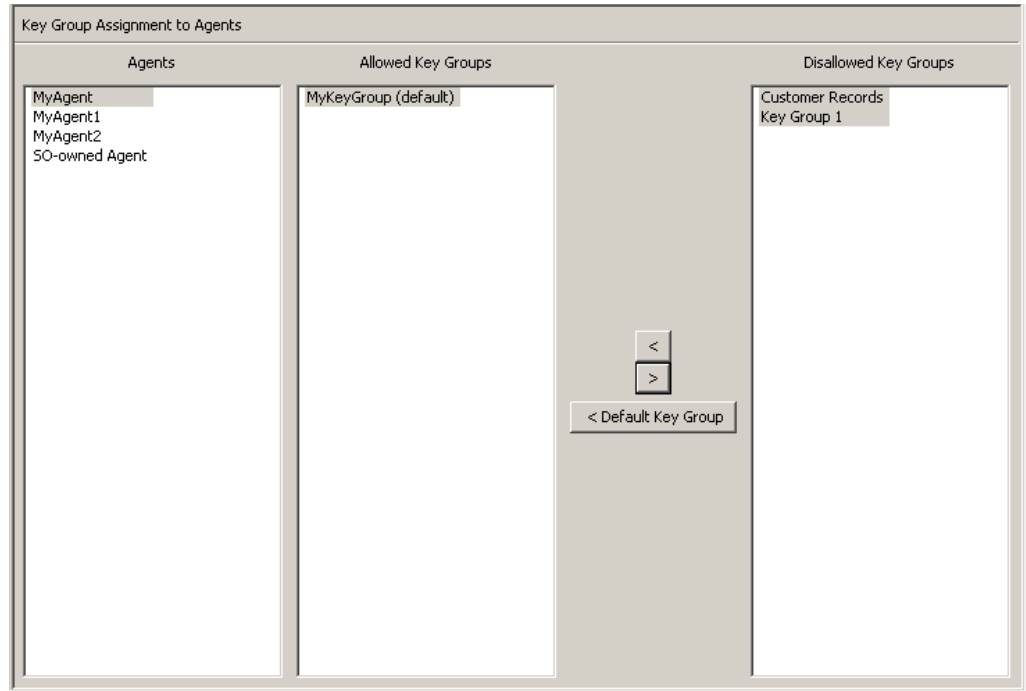 Key Group Assignment to Agents
Agents
Allowed Key Groups
Disallowed Key Groups
MyAgent
MyAgent1
MyAgent2
SO-owned Agent
MyKeyGroup (default)
<
>
< Default Key Group
Customer Records
Key Group 1